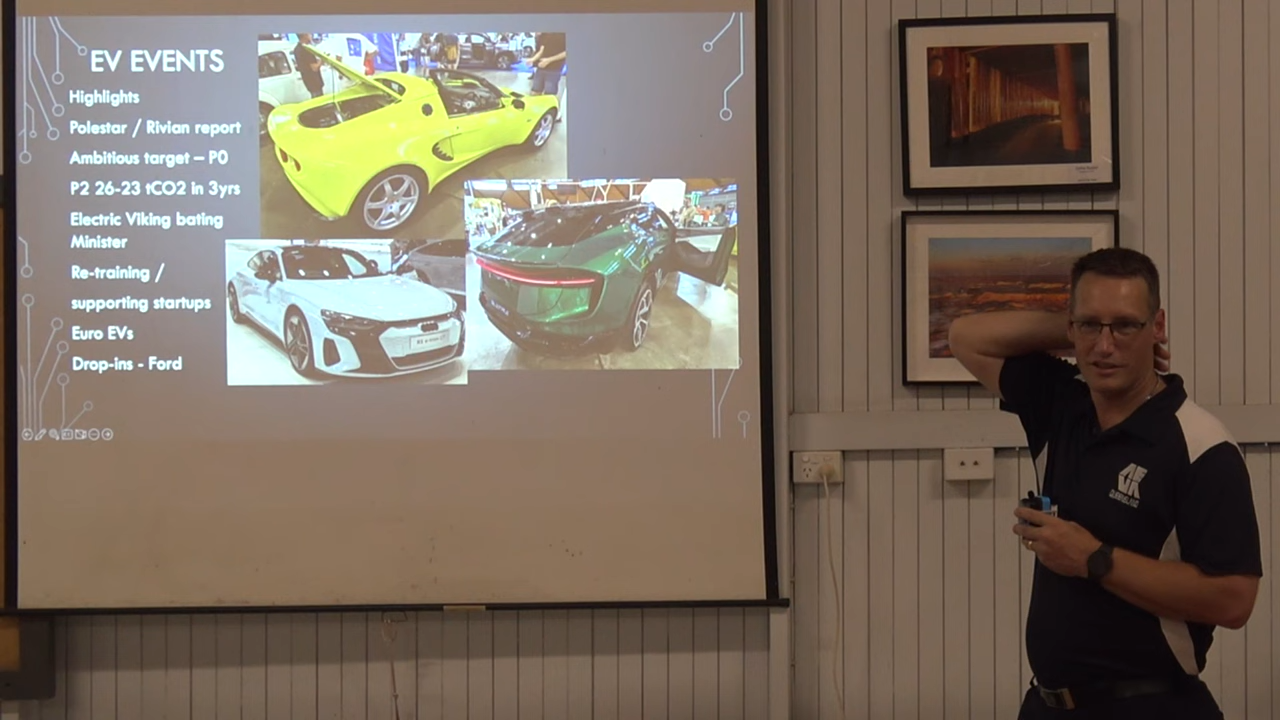 EV EVENTS
Highlights
Polestar / Rivian report
Ambitious target – P0
P2 26-23 tCO2 in 3yrs
Electric Viking bating
Minister
Re-training /
supporting startups
Euro EVs
Drop-ins - Ford